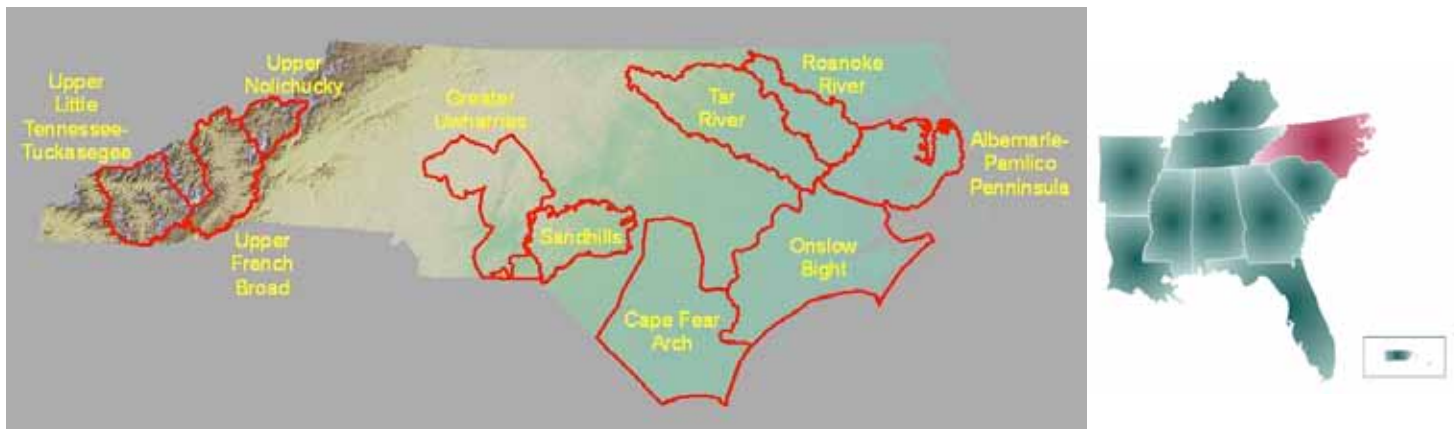 Upper
Little
Tennessee-
Tuckasegee
Upper
Nolichucky
Greater
Uwharries
Tar
River
Roanoke
River
Albemarle-
Pamlico
Penninsula
Sandhills
Onslow
Bight
Upper
French
Broad
Cape Fear
Arch